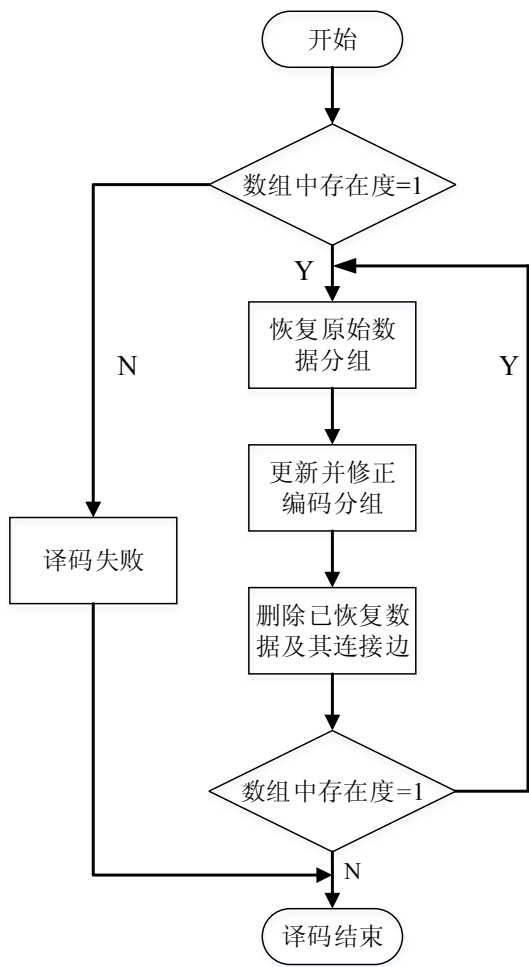 开始
数组中存在度=1
Y
恢复原始数
据分组
N
Y
更新并修正
编码分组
译码失败
删除已恢复数
据及其连接边
数组中存在度=1
N
译码结束